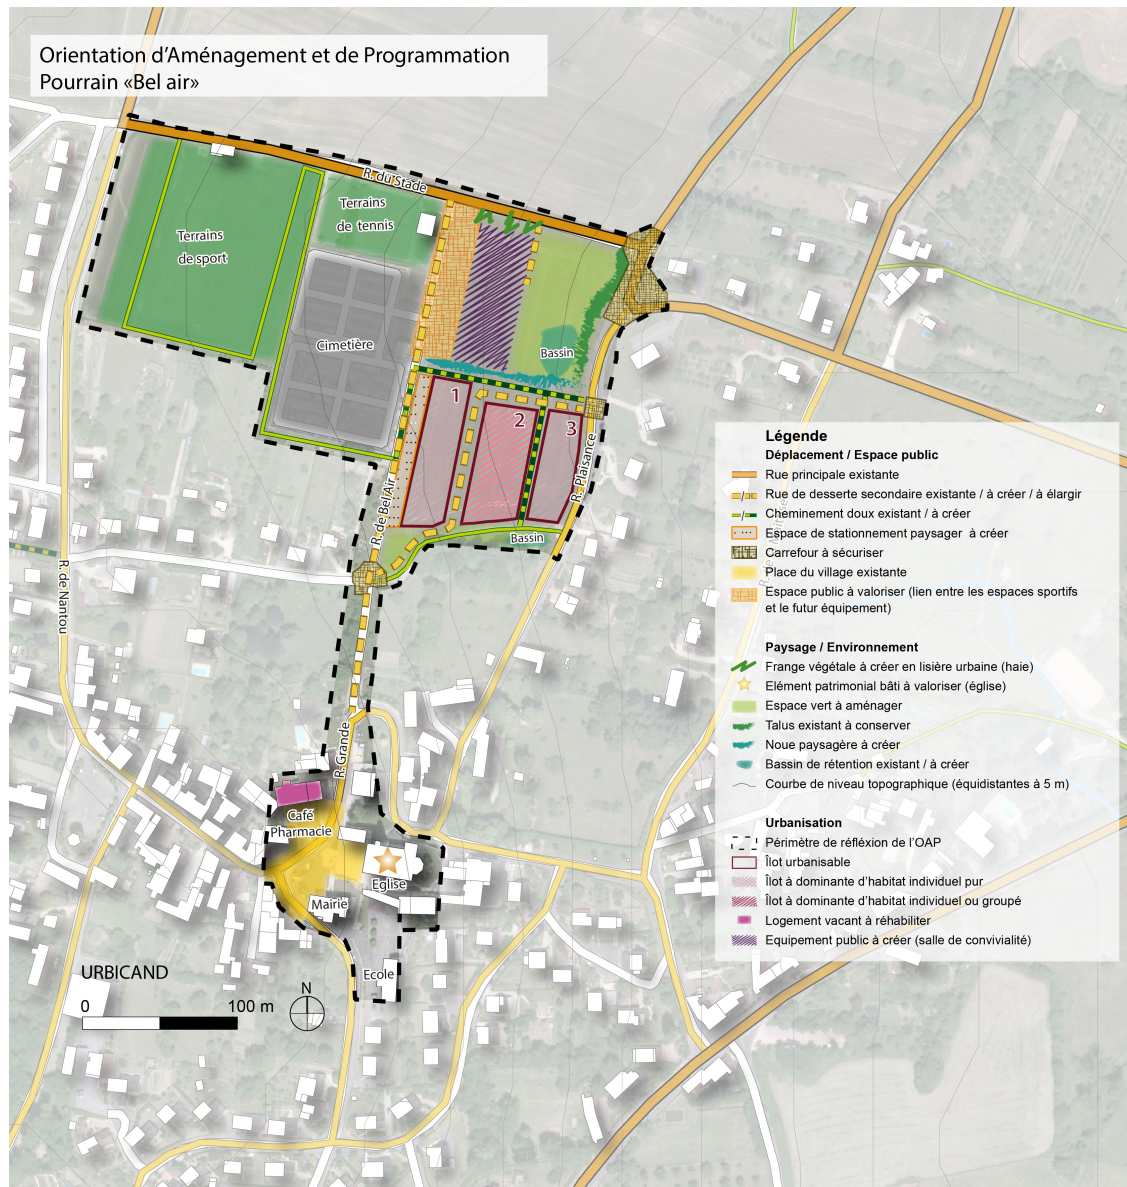 Orientation d'Aménagement et de Programmation
Pourrain «Bel air»
R. du Stade
Terrains
de tennis
Terrains
de sport
Cimetière
Bassin
1
2
3
R. Plaisance
R. de Bel Air
Bassin
R. de Nantou
R. Grande
Café
Pharmacie
Eglise
Mairie
Ecole
URBICAND
0
100 m
N
Légende
Déplacement / Espace public
Rue principale existante
Rue de desserte secondaire existante / à créer / à élargir
Cheminement doux existant / à créer
Espace de stationnement paysager à créer
Carrefour à sécuriser
Place du village existante
Espace public à valoriser (lien entre les espaces sportifs
et le futur équipement)
Paysage / Environnement
Frange végétale à créer en lisière urbaine (haie)
Elément patrimonial bâti à valoriser (église)
Espace vert à aménager
Talus existant à conserver
Noue paysagère à créer
Bassin de rétention existant / à créer
Courbe de niveau topographique (équidistantes à 5 m)
Urbanisation
Périmètre de réfléxion de l'OAP
Îlot urbanisable
Îlot à dominante d'habitat individuel pur
Îlot à dominante d'habitat individuel ou groupé
Logement vacant à réhabiliter
Equipement public à créer (salle de convivialité)